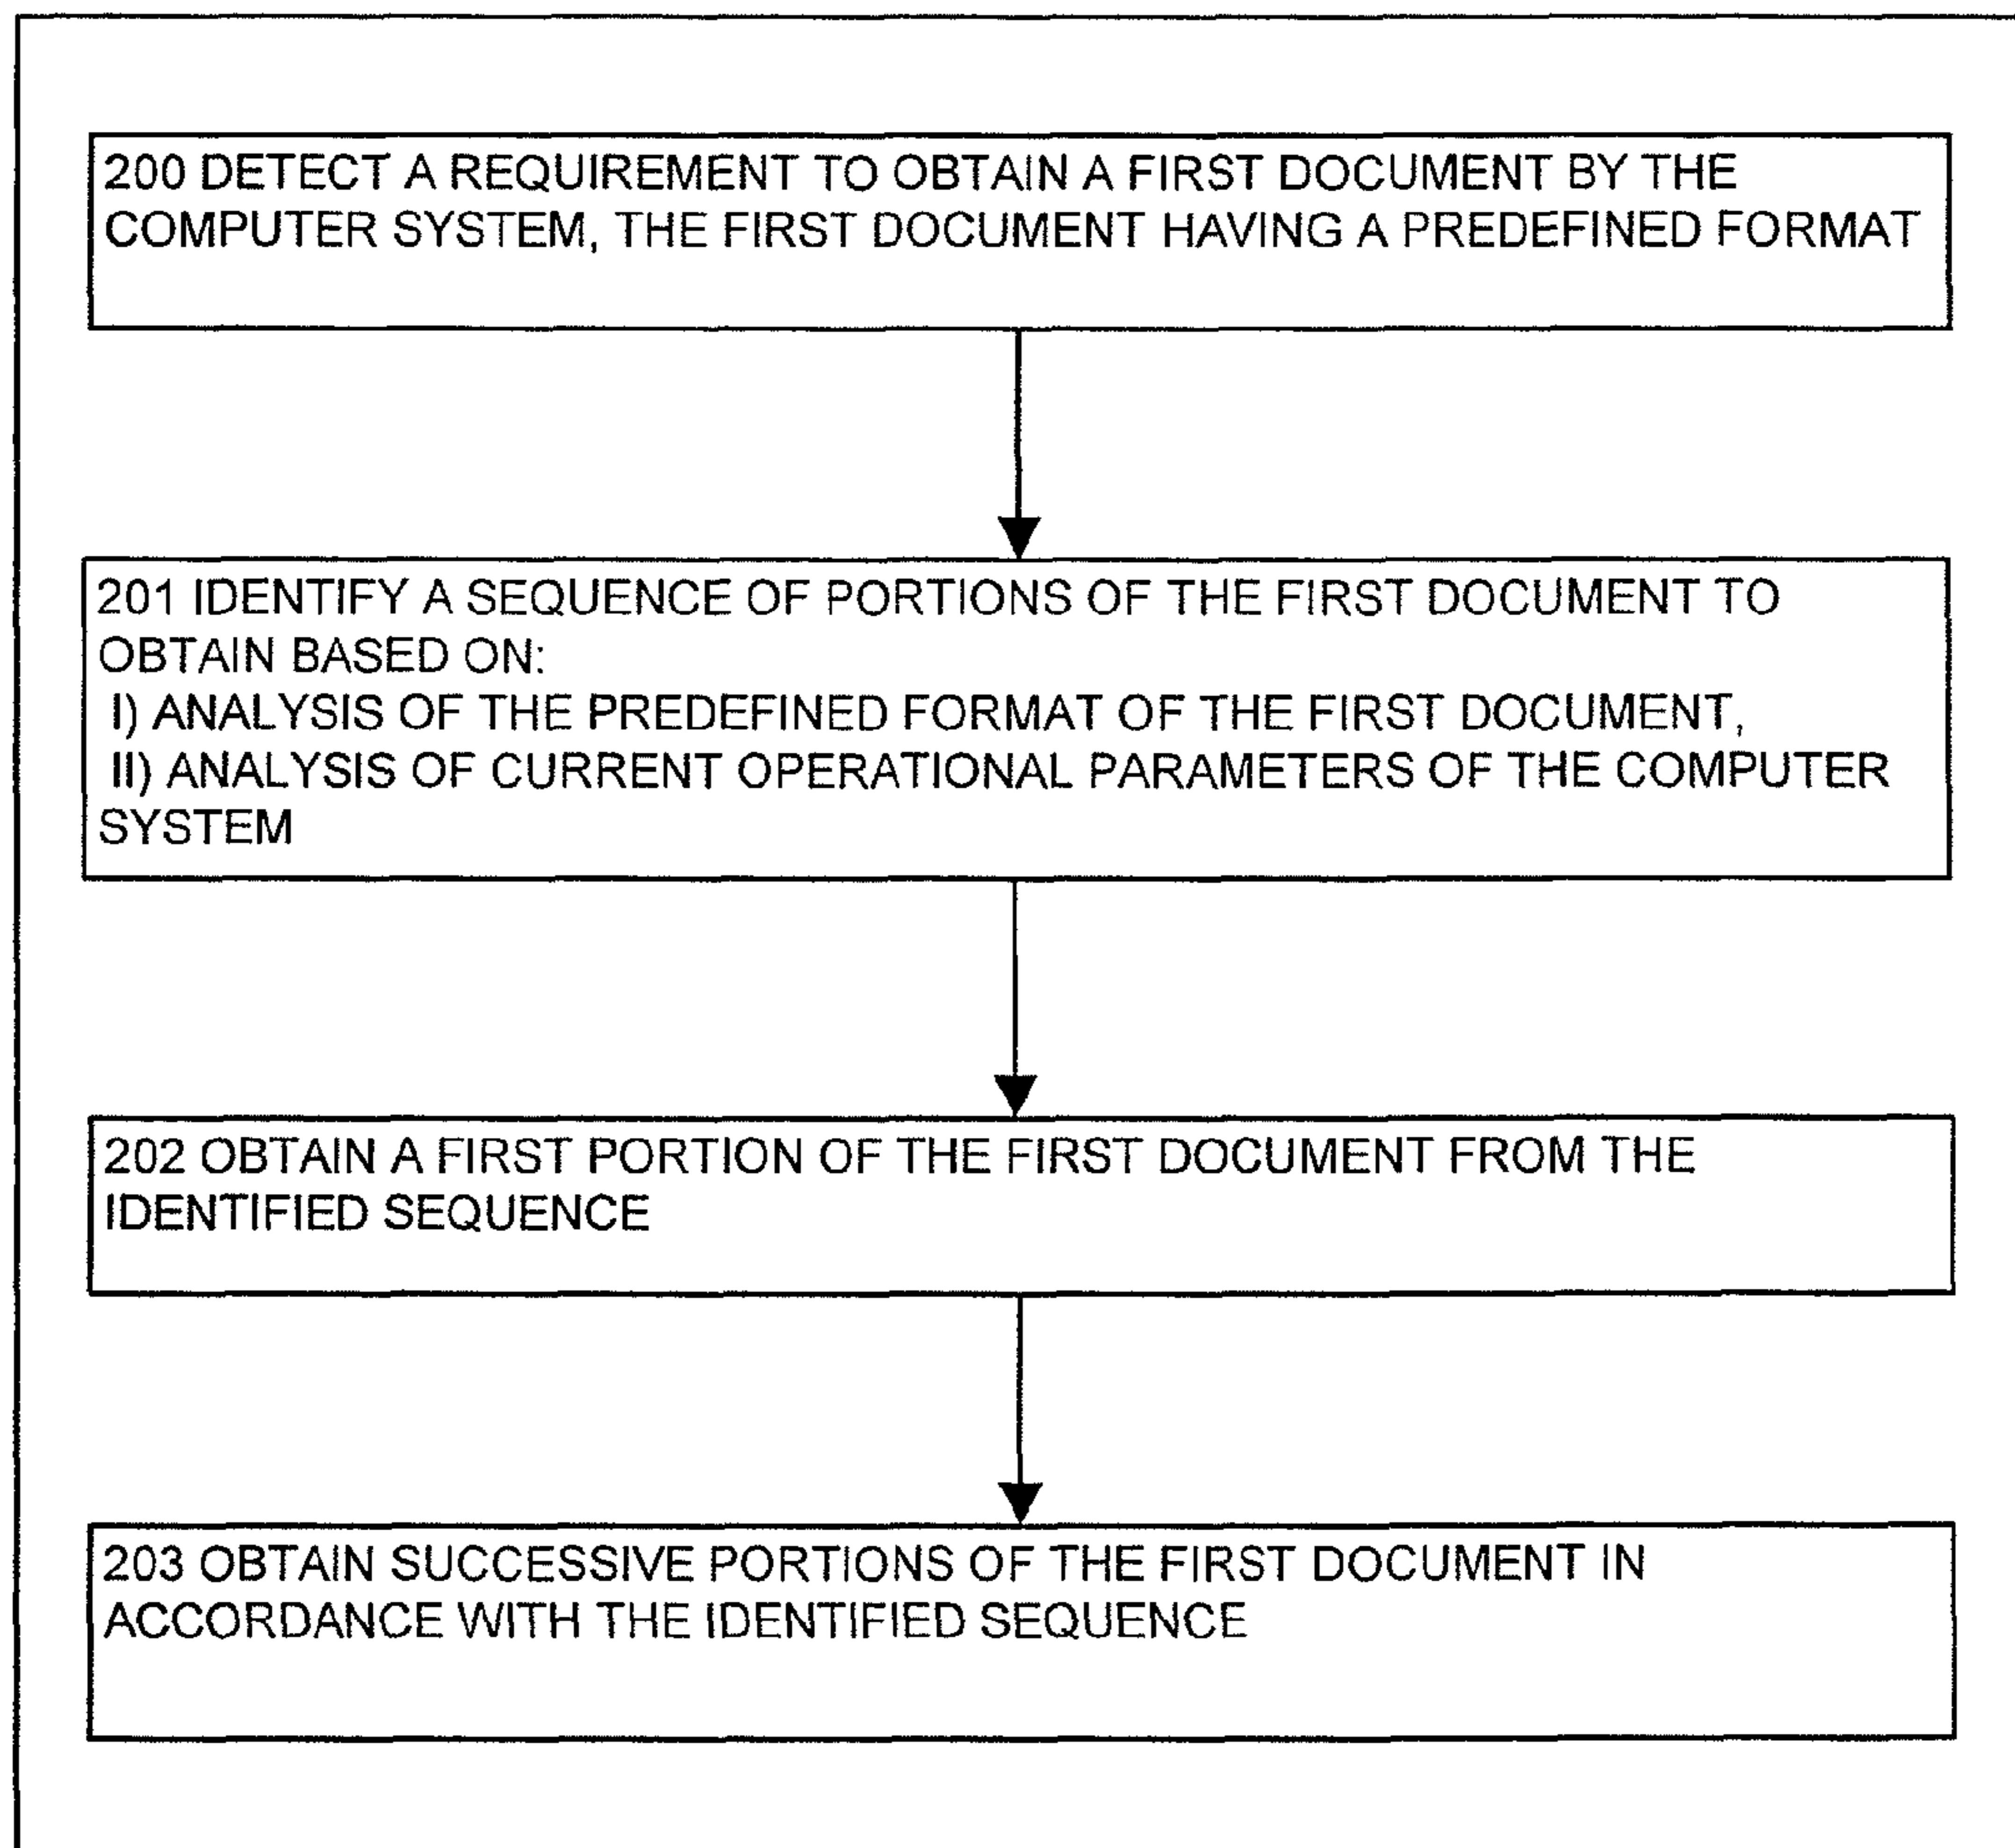 200 DETECT A REQUIREMENT TO OBTAIN A FIRST DOCUMENT BY THE
COMPUTER SYSTEM, THE FIRST DOCUMENT HAVING A PREDEFINED FORMAT
201 IDENTIFY A SEQUENCE OF PORTIONS OF THE FIRST DOCUMENT TO
OBTAIN BASED ON:
I) ANALYSIS OF THE PREDEFINED FORMAT OF THE FIRST DOCUMENT,
II) ANALYSIS OF CURRENT OPERATIONAL PARAMETERS OF THE COMPUTER
SYSTEM
202 OBTAIN A FIRST PORTION OF THE FIRST DOCUMENT FROM THE
IDENTIFIED SEQUENCE
203 OBTAIN SUCCESSIVE PORTIONS OF THE FIRST DOCUMENT IN
ACCORDANCE WITH THE IDENTIFIED SEQUENCE